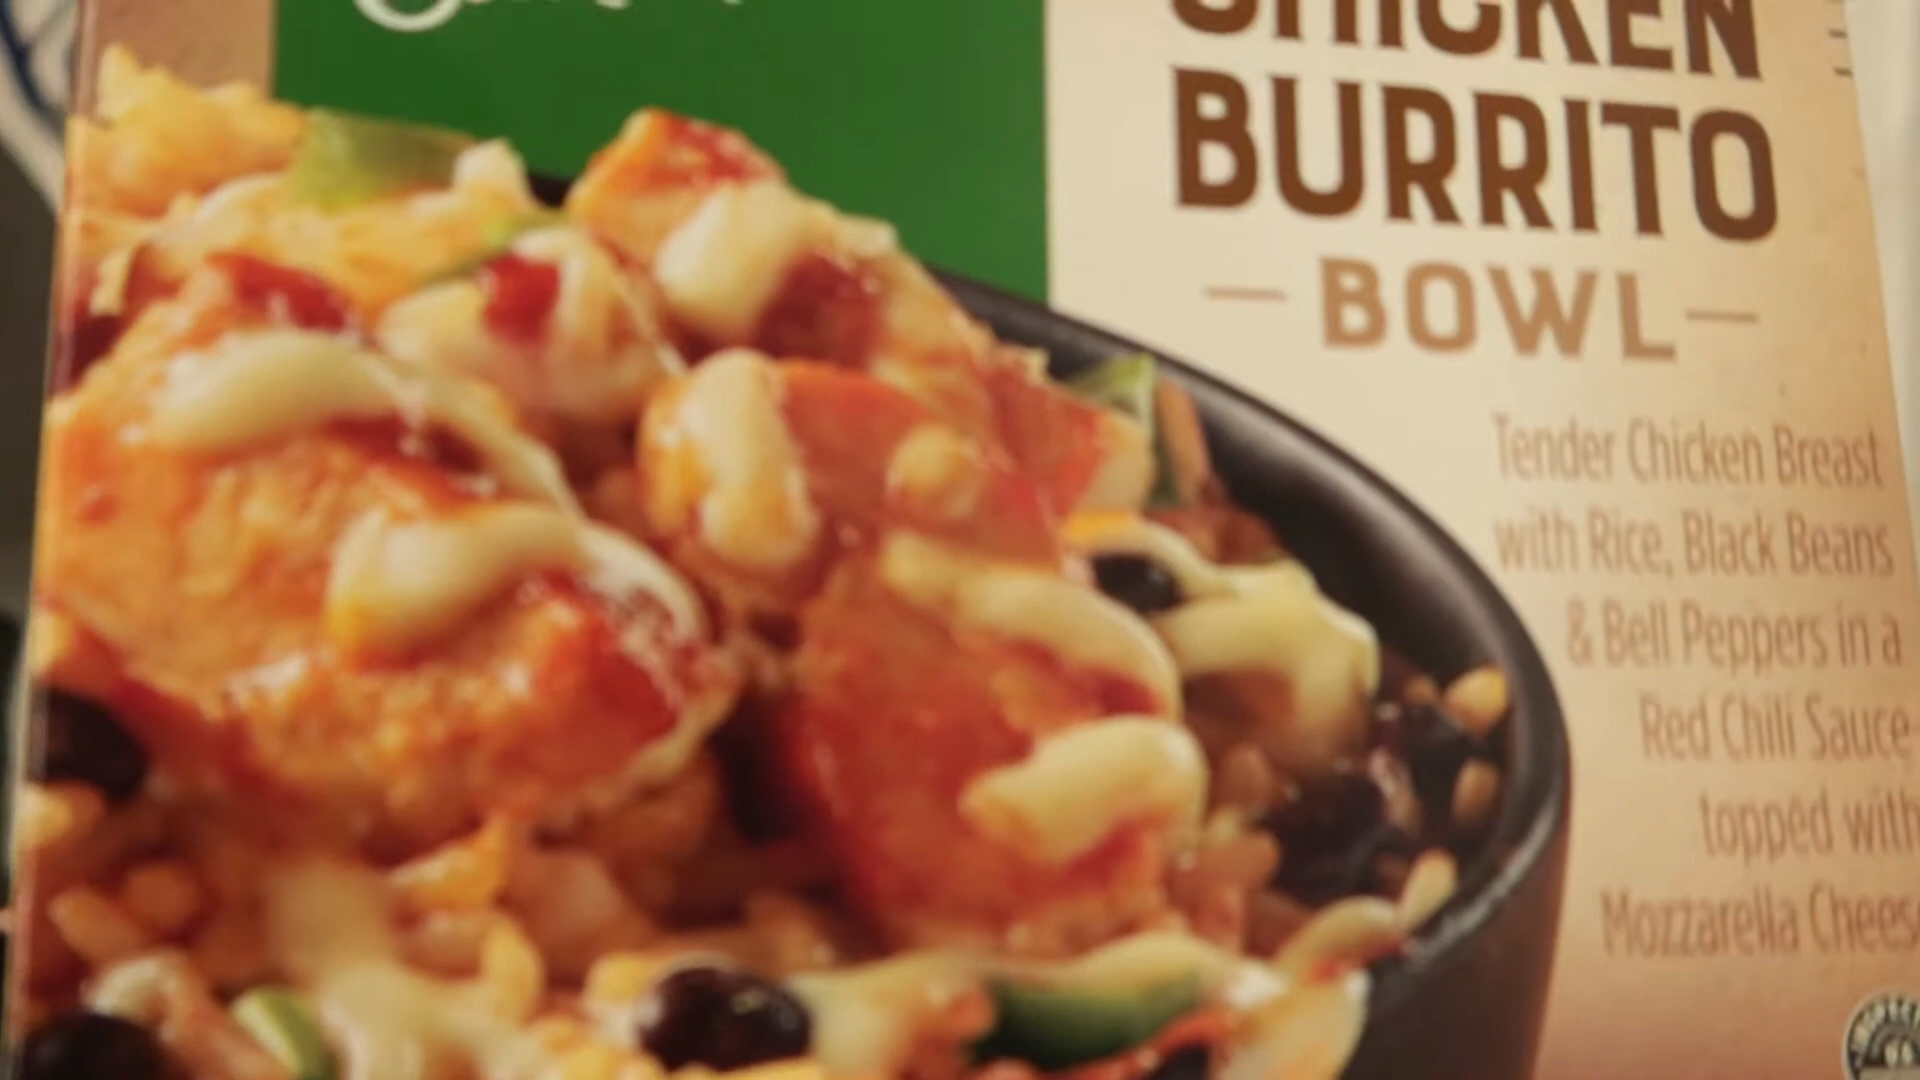 CHICKEN
BURRITO
BOWL
Tender Chicken Breast
with Rice, Black Beans
& Bell Peppers in a
Red Chili Sauce
topped with
Mozzarella Chees